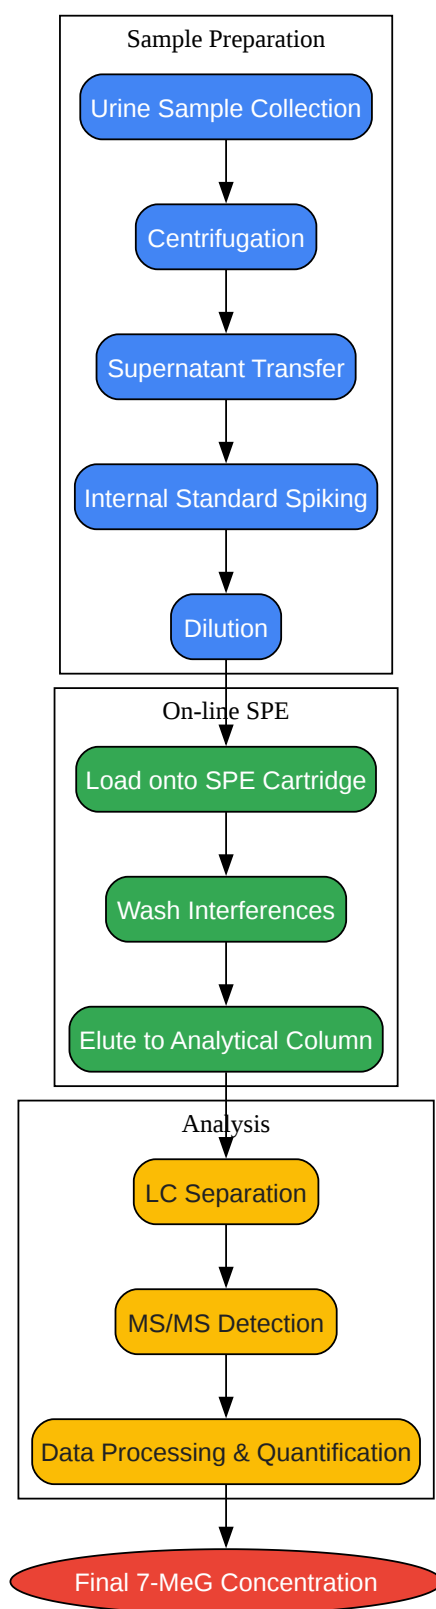 Sample Preparation
Urine Sample Collection
Centrifugation
Supernatant Transfer
Internal Standard Spiking
Dilution
On-line SPE
Load onto SPE Cartridge
Wash Interferences
Elute to Analytical Column
Analysis
LC Separation
MS/MS Detection
Data Processing & Quantification
Final 7-MeG Concentration